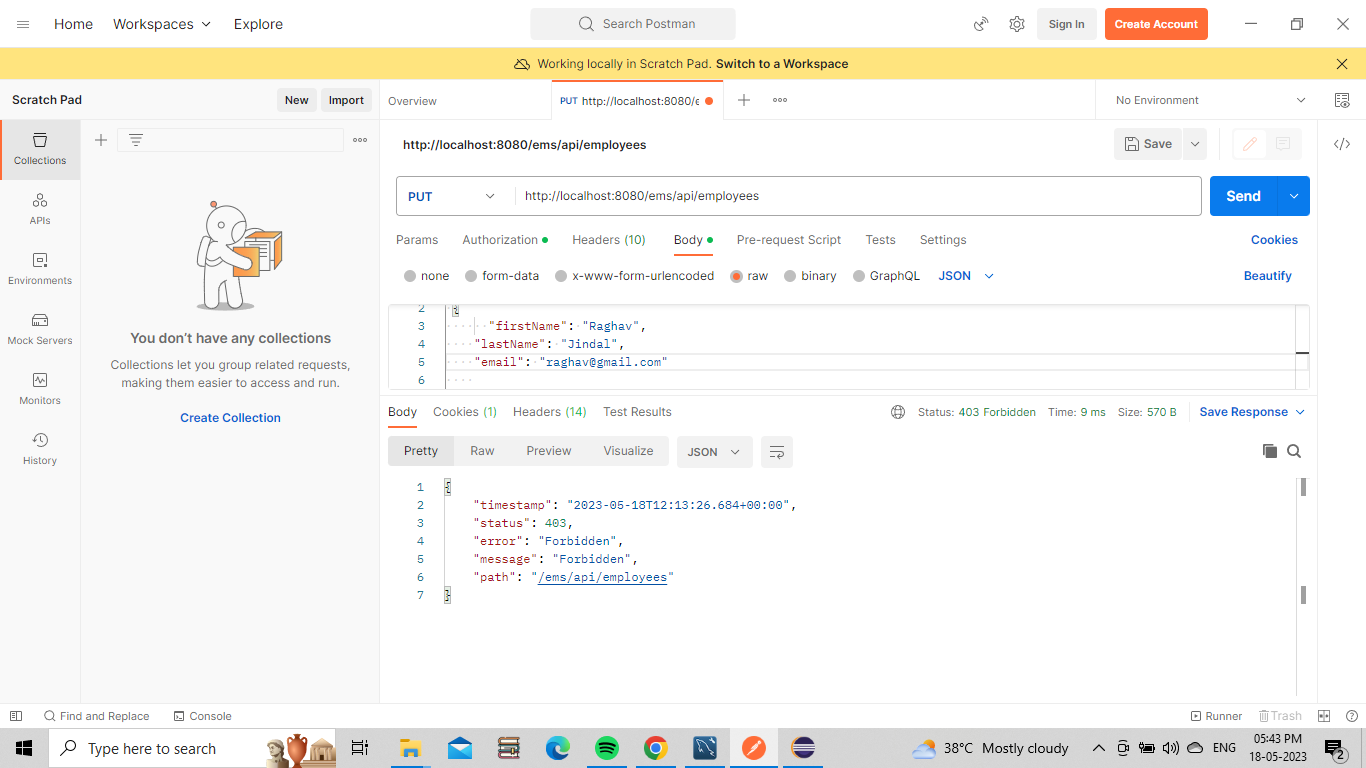 Home Workspaces Explore Search Postman Sign In Create Account
Working locally in Scratch Pad. Switch to a Workspace
Scratch Pad New Import Overview PUT http://localhost:8080/e No Environment
Collections
APIs
Environments
Mock Servers
Monitors
History
You don't have any collections
Collections let you group related requests,
making them easier to access and run.
Create Collection
http://localhost:8080/ems/api/employees Save
PUT http://localhost:8080/ems/api/employees Send
Params Authorization Headers (10) Body Pre-request Script Tests Settings Cookies
none form-data x-www-form-urlencoded raw binary GraphQL JSON Beautify
2 {
3 "firstName": "Raghav",
4 "lastName": "Jindal",
5 "email": "raghav@gmail.com"
6
Body Cookies (1) Headers (14) Test Results Status: 403 Forbidden Time: 9 ms Size: 570 B Save Response
Pretty Raw Preview Visualize JSON
1 {
2 "timestamp": "2023-05-18T12:13:26.684+00:00",
3 "status": 403,
4 "error": "Forbidden",
5 "message": "Forbidden",
6 "path": "/ems/api/employees"
7 }
Find and Replace Console Runner Trash
Type here to search 38°C Mostly cloudy ENG 05:43 PM
18-05-2023 2